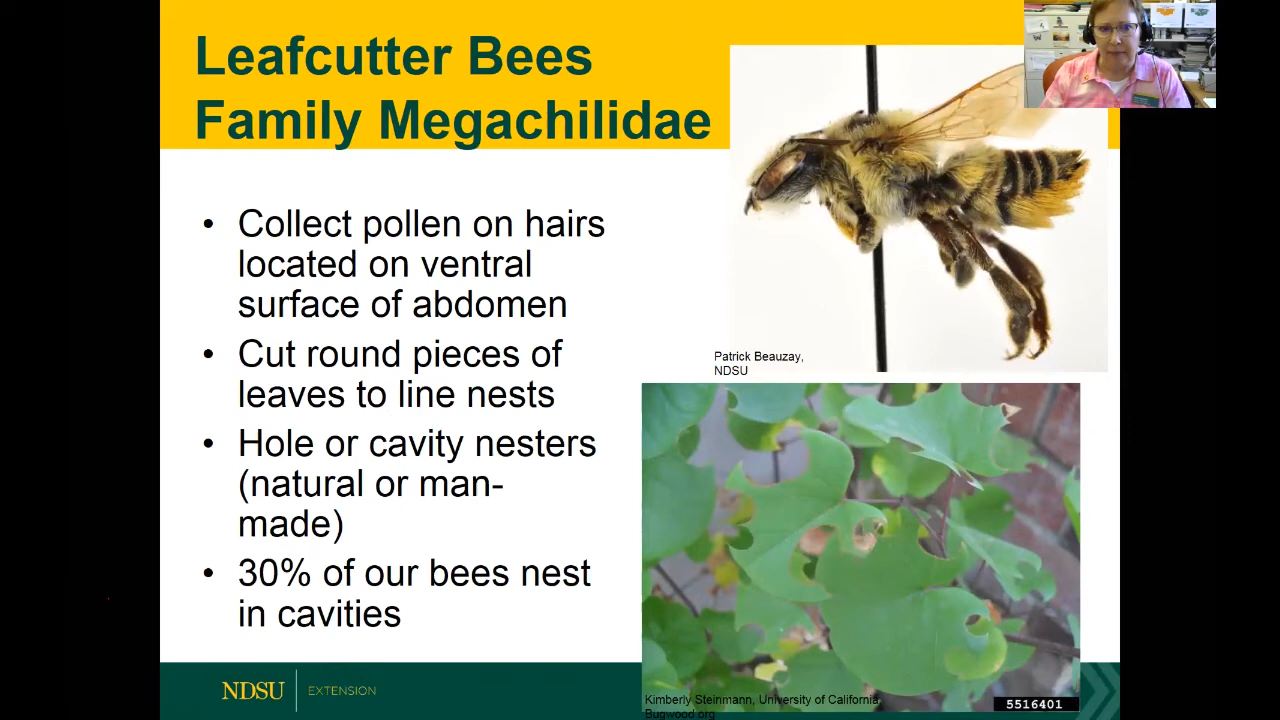 Leafcutter Bees
Family Megachilidae
• Collect pollen on hairs
located on ventral
surface of abdomen
• Cut round pieces of
leaves to line nests
• Hole or cavity nesters
(natural or man-
made)
• 30% of our bees nest
in cavities
Patrick Beauzay,
NDSU
Kimberly Steinmann, University of California,
Bugwood.org
5516401
NDSU
EXTENSION